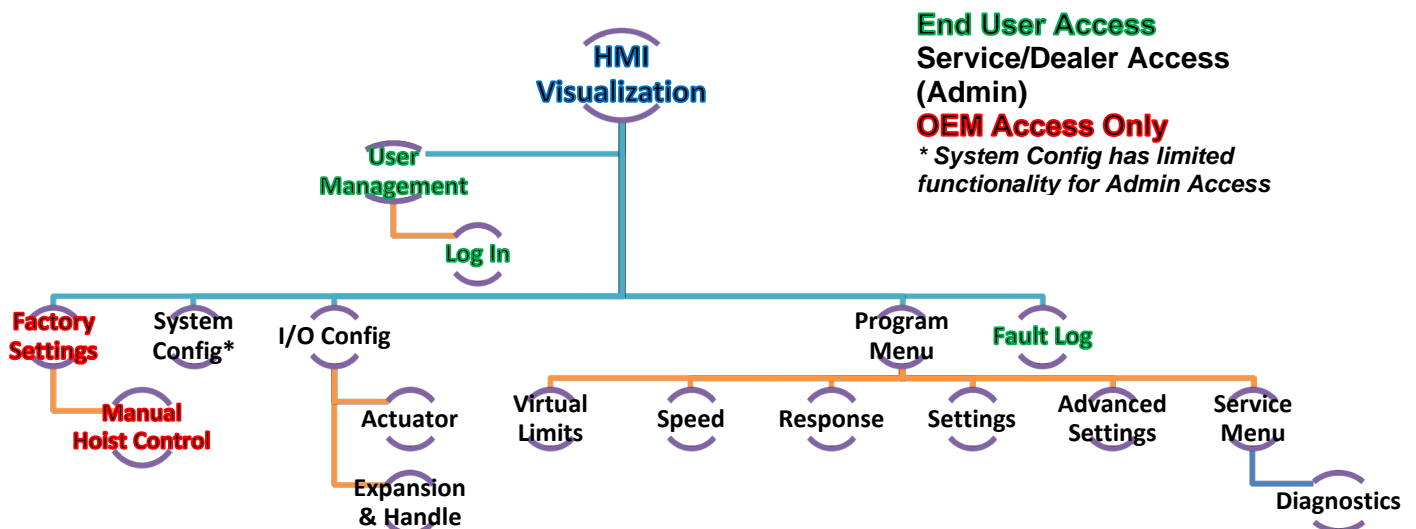 HMI
Visualization
End User Access
Service/Dealer Access
(Admin)
OEM Access Only
* System Config has limited
functionality for Admin Access
User
Management
Log In
Factory
Settings
System
Config*
I/O Config
Program
Menu
Fault Log
Manual
Hoist Control
Actuator
Expansion
& Handle
Virtual
Limits
Speed
Response
Settings
Advanced
Settings
Service
Menu
Diagnostics